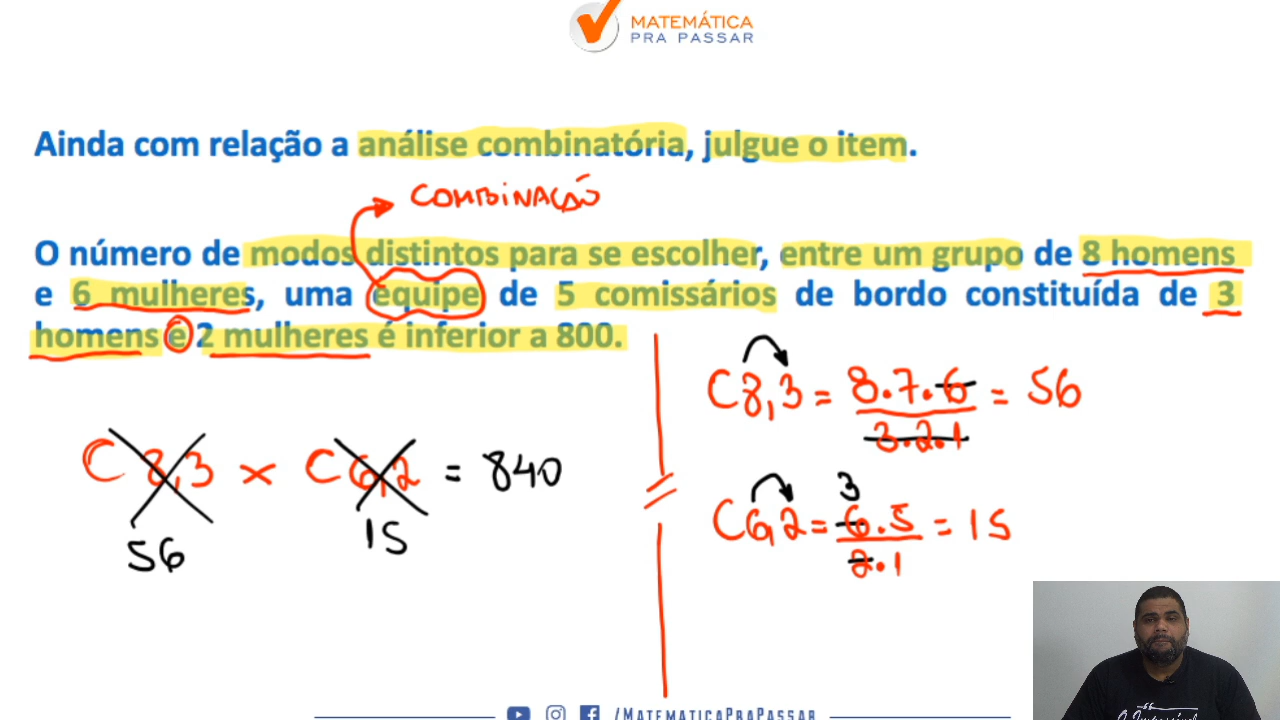 MATEMÁTICA
PRA PASSAR
Ainda com relação a análise combinatória, julgue o item.
COMBINAÇÃO
O número de modos distintos para se escolher, entre um grupo de 8 homens
e 6 mulheres, uma equipe de 5 comissários de bordo constituída de 3
homens e 2 mulheres é inferior a 800.
C8,3 x C6,2 = 840
56 15
C8,3 = 8.7.6 / 3.2.1 = 56
3
C6,2 = 6.5 / 2.1 = 15
/MATEMATICAPRAPASSAR